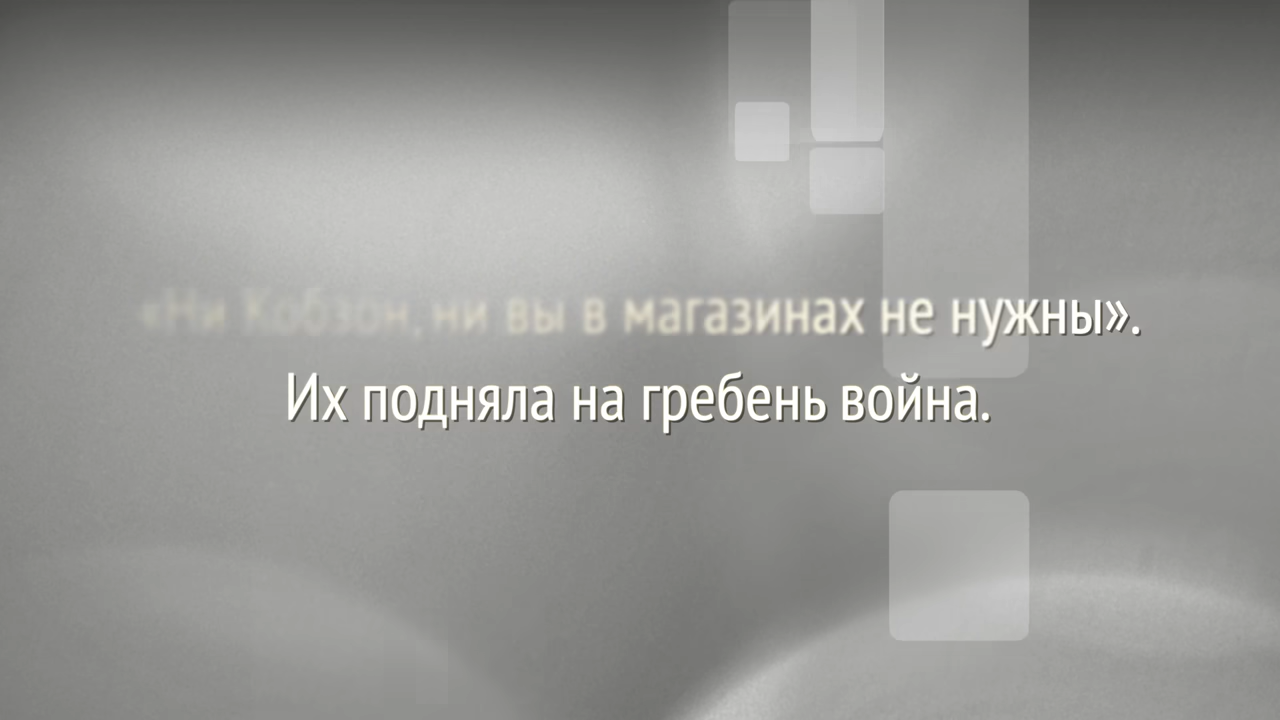 «Ни Кобзон, ни вы в магазинах не нужны».
Их подняла на гребень война.